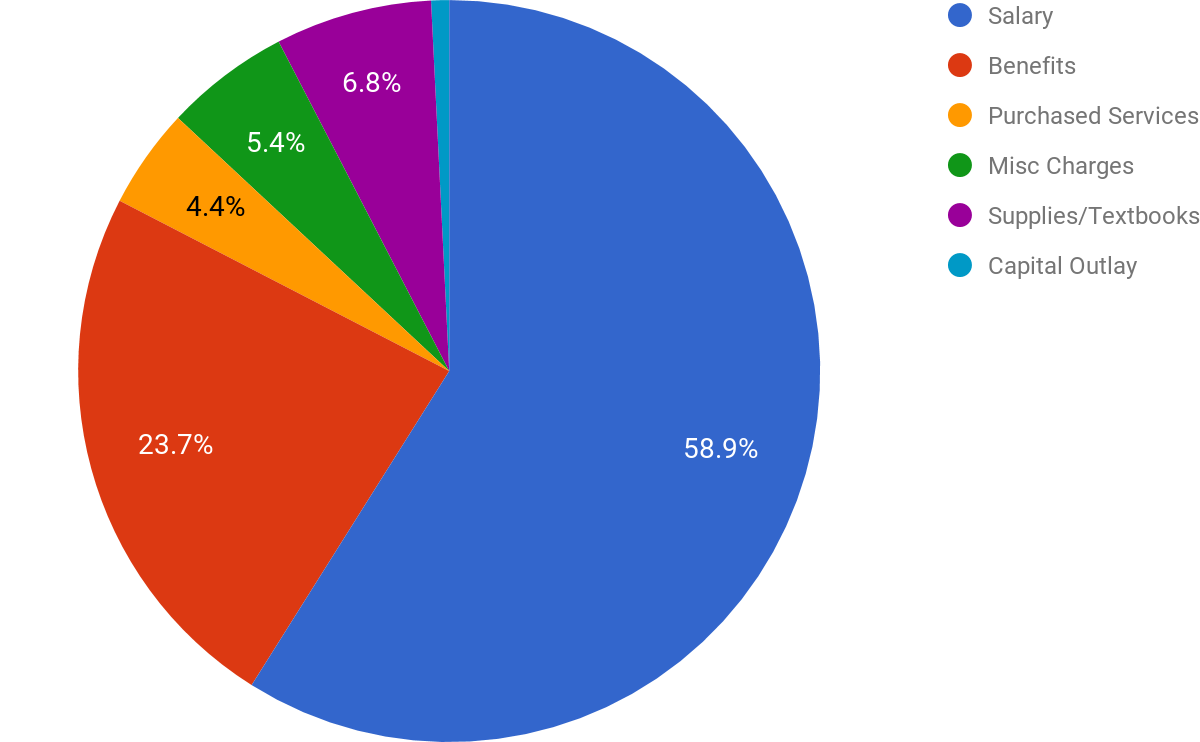 Salary
Benefits
Purchased Services
Misc Charges
Supplies/Textbooks
Capital Outlay
6.8%
5.4%
4.4%
23.7%
58.9%